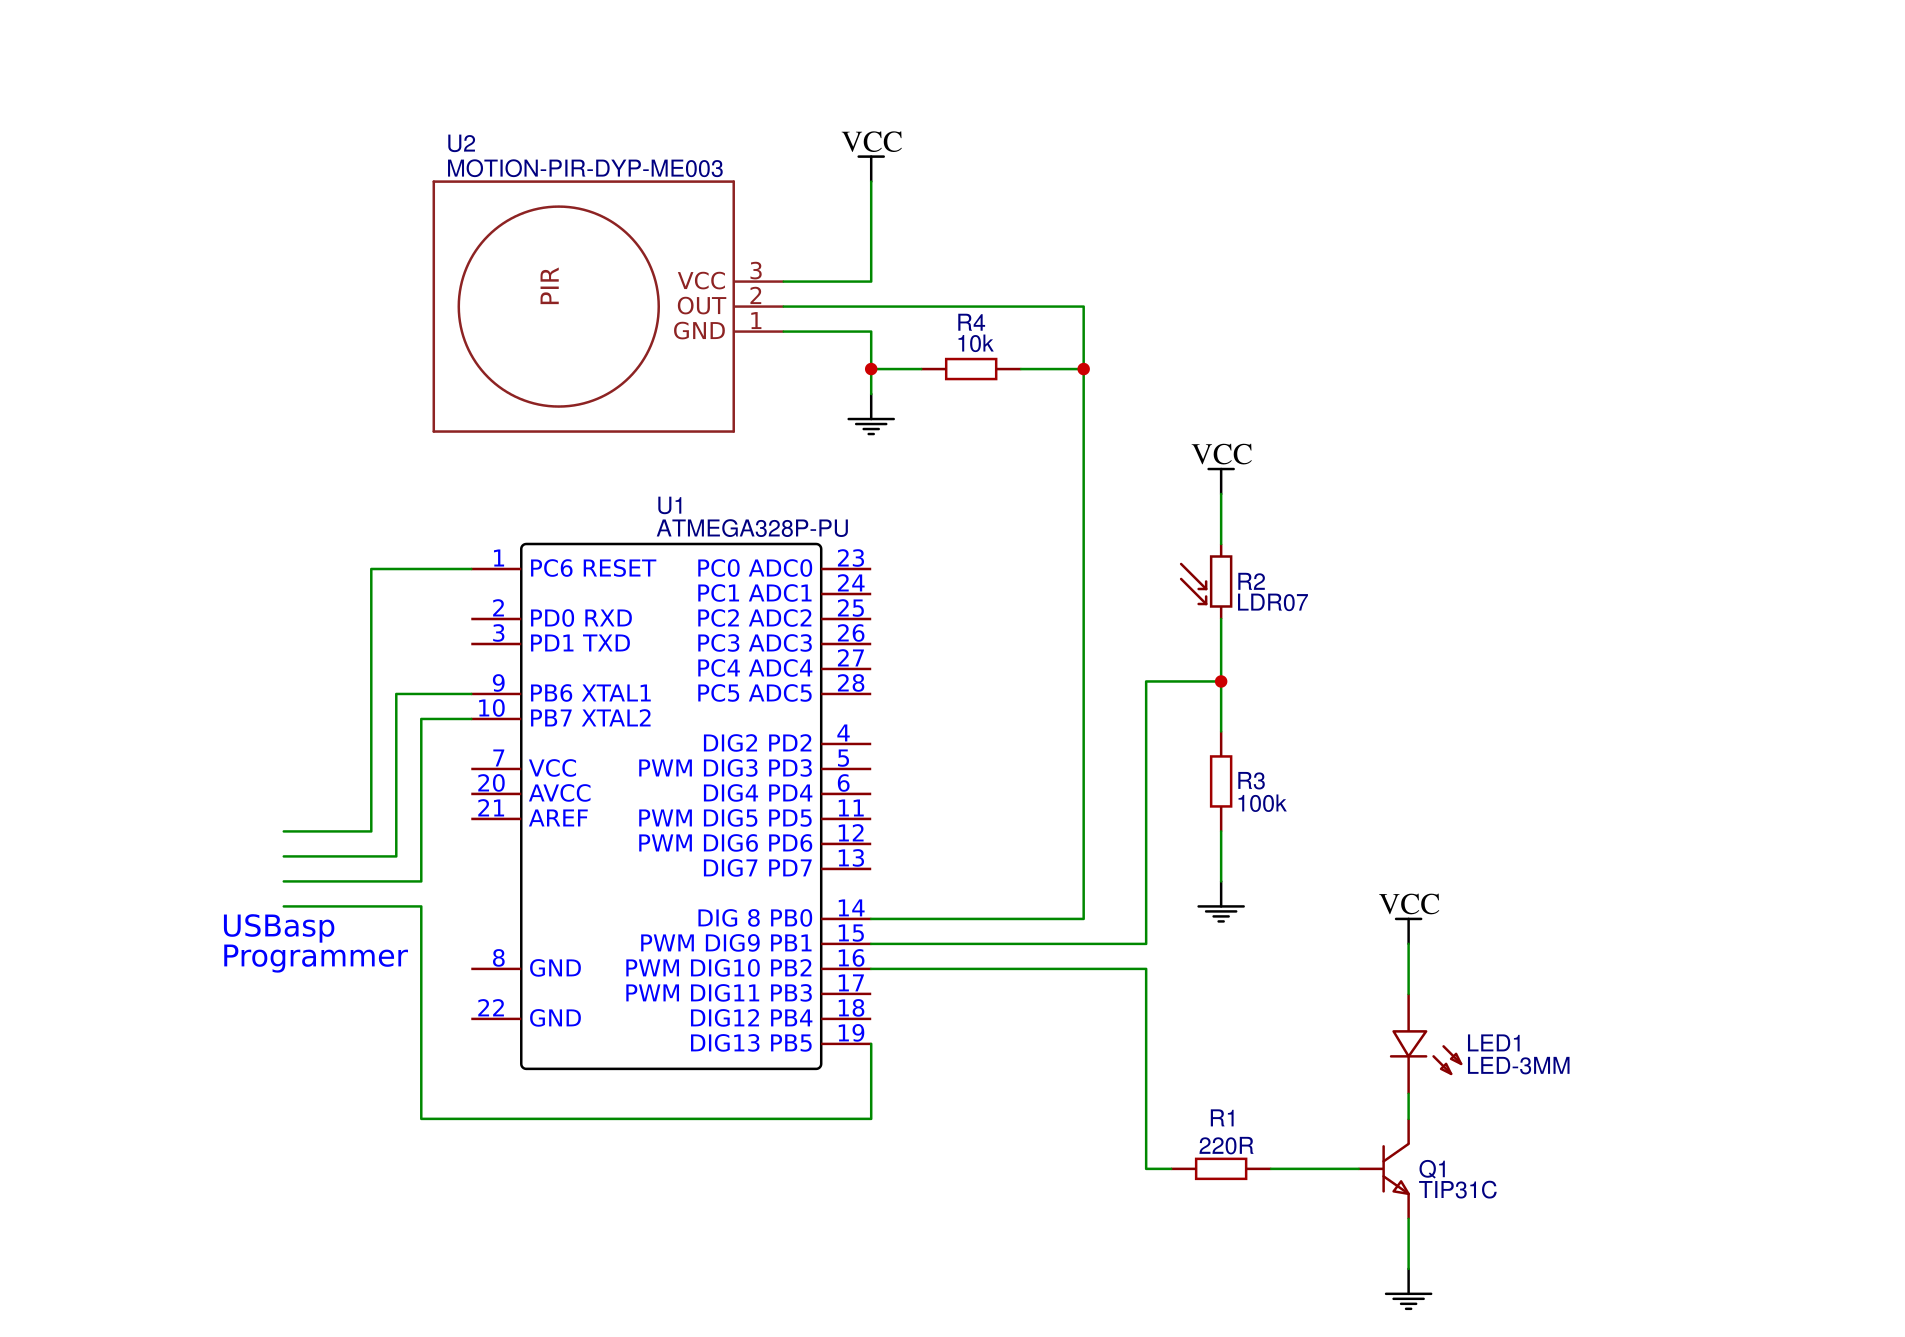 U2
MOTION-PIR-DYP-ME003
PIR
VCC 3
OUT 2
GND 1
VCC
R4
10k
U1
ATMEGA328P-PU
1 PC6 RESET
2 PD0 RXD
3 PD1 TXD
9 PB6 XTAL1
10 PB7 XTAL2
7 VCC
20 AVCC
21 AREF
8 GND
22 GND
PC0 ADC0 23
PC1 ADC1 24
PC2 ADC2 25
PC3 ADC3 26
PC4 ADC4 27
PC5 ADC5 28
DIG2 PD2 4
PWM DIG3 PD3 5
DIG4 PD4 6
PWM DIG5 PD5 11
PWM DIG6 PD6 12
DIG7 PD7 13
DIG 8 PB0 14
PWM DIG9 PB1 15
PWM DIG10 PB2 16
PWM DIG11 PB3 17
DIG12 PB4 18
DIG13 PB5 19
USBasp
Programmer
VCC
R2
LDR07
R3
100k
VCC
LED1
LED-3MM
R1
220R
Q1
TIP31C